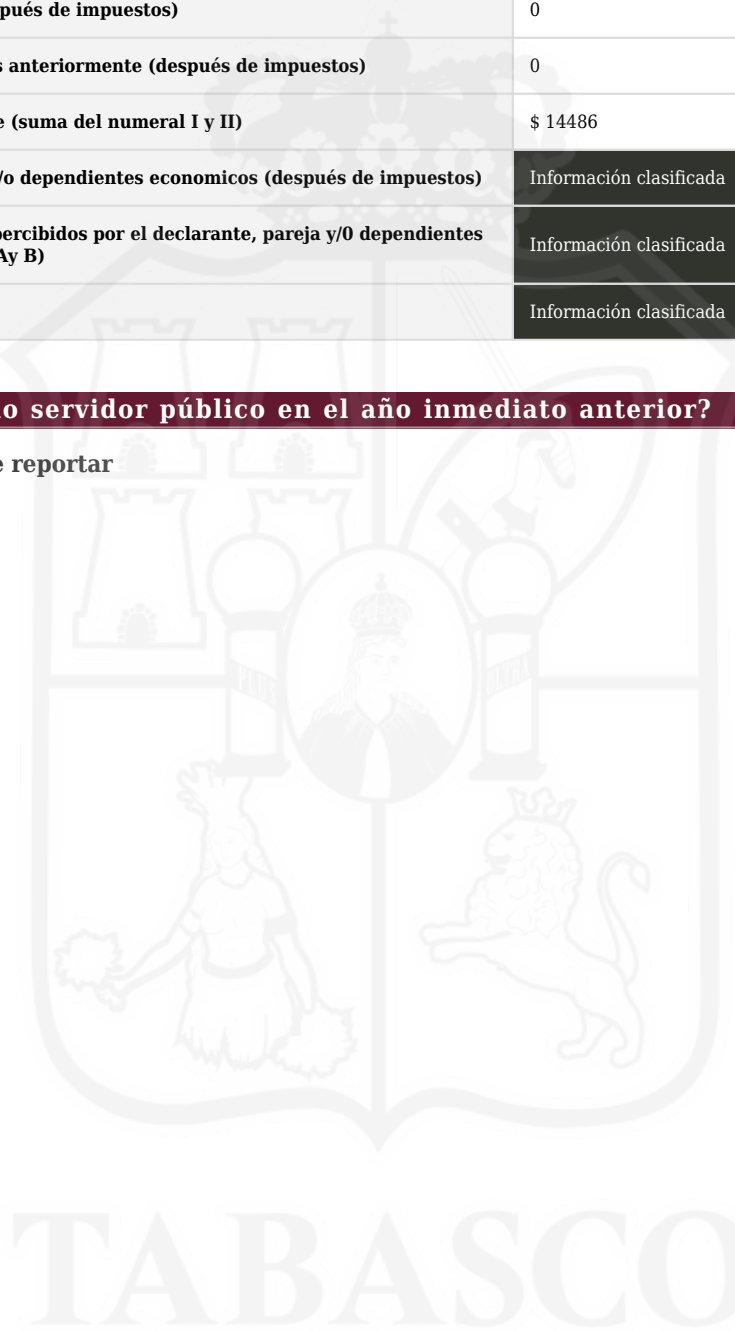 pués de impuestos) 0
s anteriormente (después de impuestos) 0
e (suma del numeral I y II) $ 14486
/o dependientes economicos (después de impuestos) Información clasificada
percibidos por el declarante, pareja y/0 dependientes
Ay B) Información clasificada
Información clasificada
o servidor público en el año inmediato anterior?
e reportar
PLUS ULTRA
TABASCO